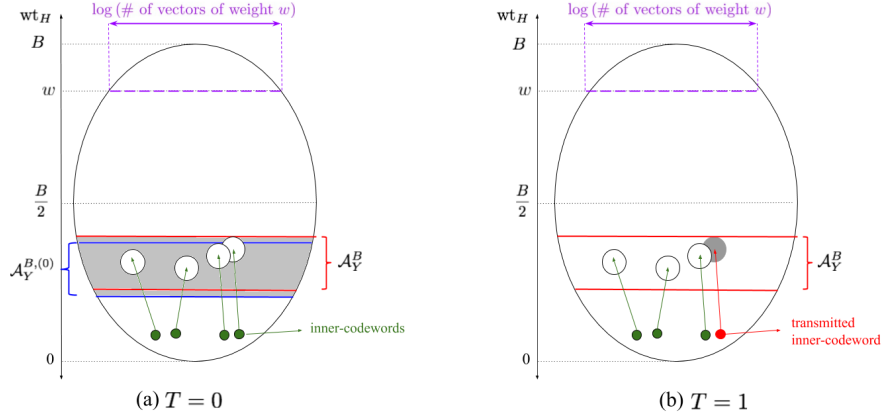 wt_H
log (# of vectors of weight w)
B
w
B/2
A_Y^{B,(0)}
A_Y^B
inner-codewords
0
(a) T = 0
wt_H
log (# of vectors of weight w)
B
w
B/2
A_Y^B
transmitted
inner-codeword
0
(b) T = 1